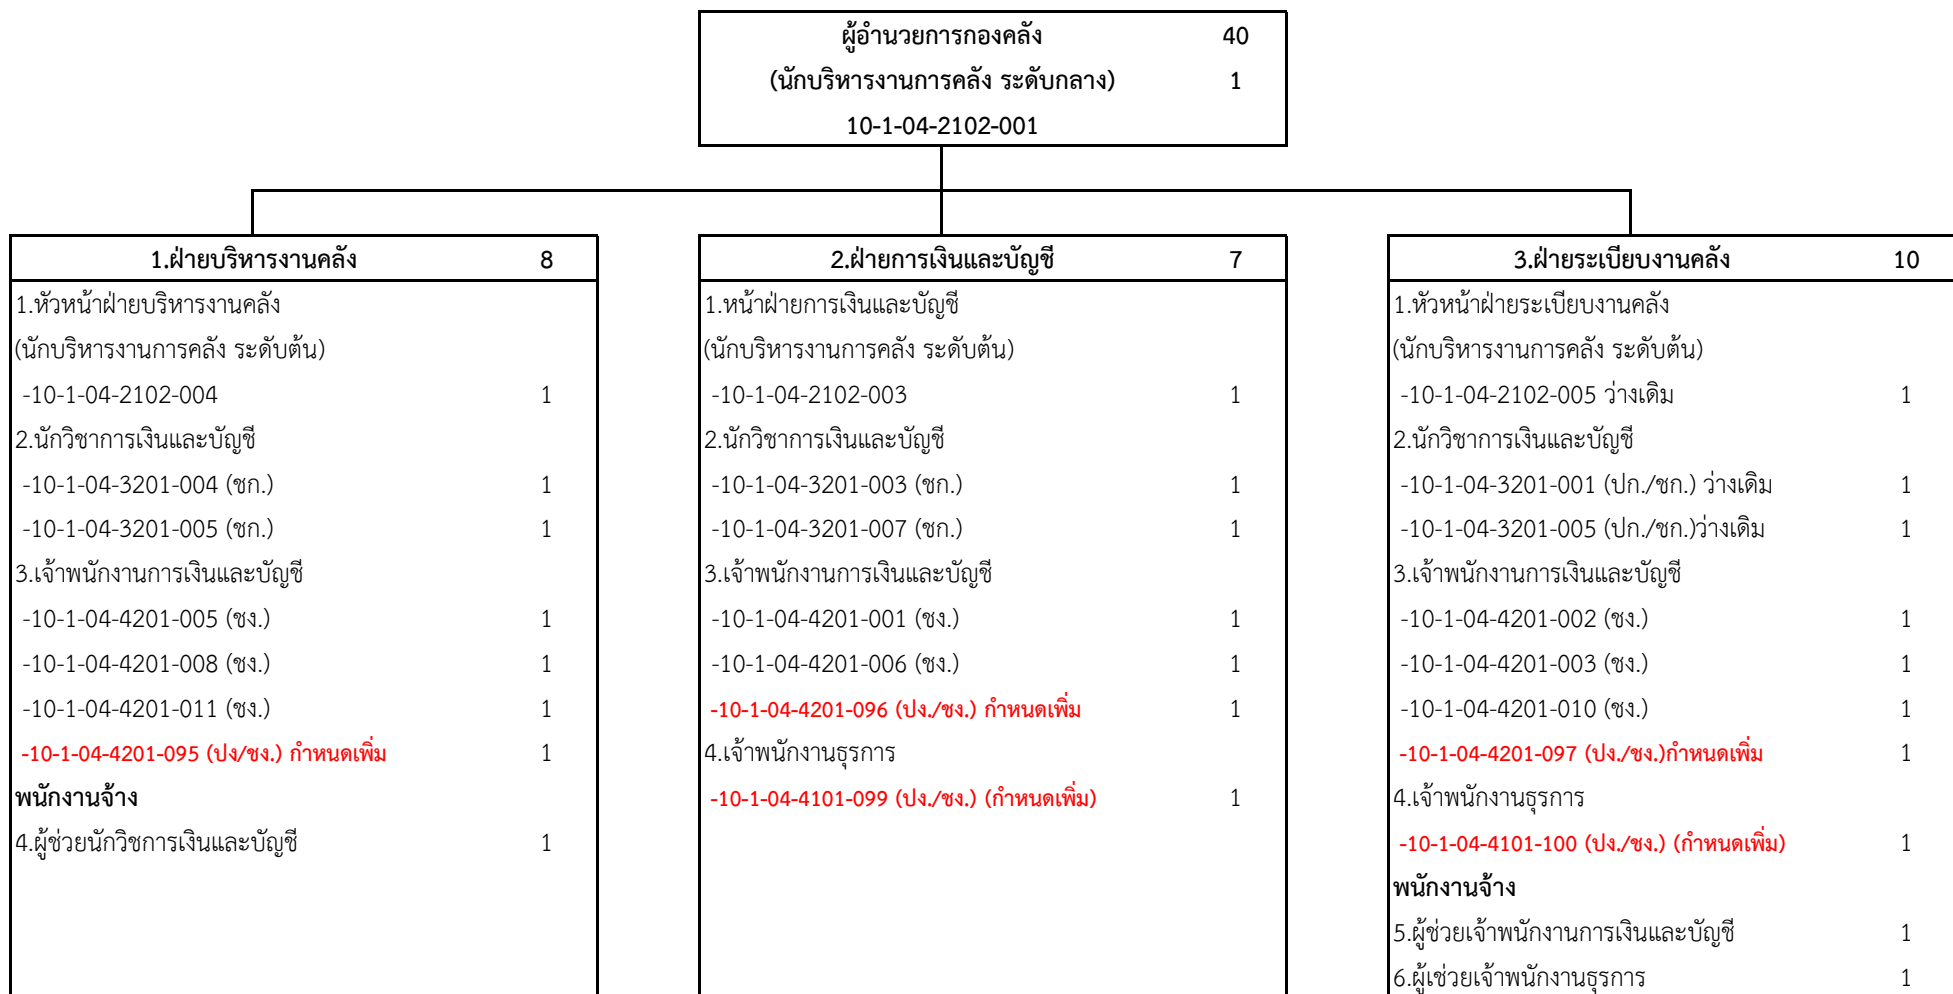 ผู้อำนวยการกองคลัง 40
(นักบริหารงานการคลัง ระดับกลาง) 1
10-1-04-2102-001
1.ฝ่ายบริหารงานคลัง 8
1.หัวหน้าฝ่ายบริหารงานคลัง
(นักบริหารงานการคลัง ระดับต้น)
-10-1-04-2102-004 1
2.นักวิชาการเงินและบัญชี
-10-1-04-3201-004 (ชก.) 1
-10-1-04-3201-005 (ชก.) 1
3.เจ้าพนักงานการเงินและบัญชี
-10-1-04-4201-005 (ชง.) 1
-10-1-04-4201-008 (ชง.) 1
-10-1-04-4201-011 (ชง.) 1
-10-1-04-4201-095 (ปง/ชง.) กำหนดเพิ่ม 1
พนักงานจ้าง
4.ผู้ช่วยนักวิชการเงินและบัญชี 1
2.ฝ่ายการเงินและบัญชี 7
1.หน้าฝ่ายการเงินและบัญชี
(นักบริหารงานการคลัง ระดับต้น)
-10-1-04-2102-003 1
2.นักวิชาการเงินและบัญชี
-10-1-04-3201-003 (ชก.) 1
-10-1-04-3201-007 (ชก.) 1
3.เจ้าพนักงานการเงินและบัญชี
-10-1-04-4201-001 (ชง.) 1
-10-1-04-4201-006 (ชง.) 1
-10-1-04-4201-096 (ปง./ชง.) กำหนดเพิ่ม 1
4.เจ้าพนักงานธุรการ
-10-1-04-4101-099 (ปง./ชง.) (กำหนดเพิ่ม) 1
3.ฝ่ายระเบียบงานคลัง 10
1.หัวหน้าฝ่ายระเบียบงานคลัง
(นักบริหารงานการคลัง ระดับต้น)
-10-1-04-2102-005 ว่างเดิม 1
2.นักวิชาการเงินและบัญชี
-10-1-04-3201-001 (ปก./ชก.) ว่างเดิม 1
-10-1-04-3201-005 (ปก./ชก.)ว่างเดิม 1
3.เจ้าพนักงานการเงินและบัญชี
-10-1-04-4201-002 (ชง.) 1
-10-1-04-4201-003 (ชง.) 1
-10-1-04-4201-010 (ชง.) 1
-10-1-04-4201-097 (ปง./ชง.)กำหนดเพิ่ม 1
4.เจ้าพนักงานธุรการ
-10-1-04-4101-100 (ปง./ชง.) (กำหนดเพิ่ม) 1
พนักงานจ้าง
5.ผู้ช่วยเจ้าพนักงานการเงินและบัญชี 1
6.ผู้เช่วยเจ้าพนักงานธุรการ 1